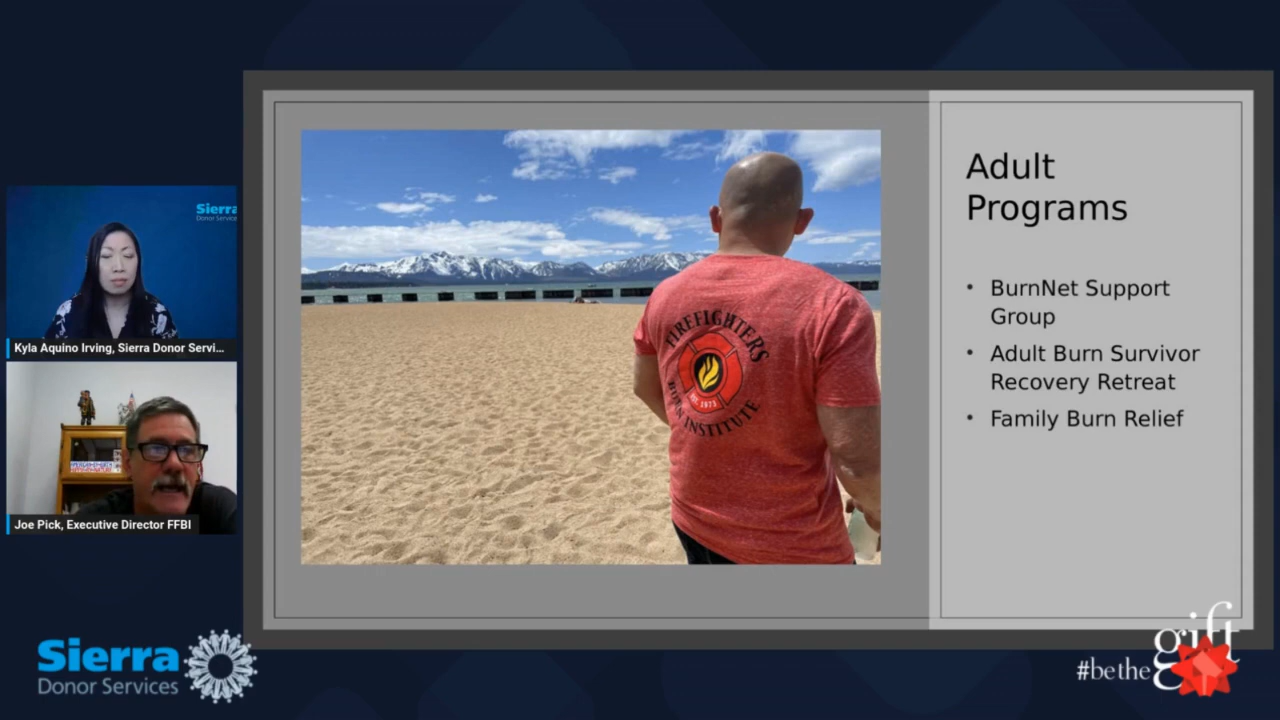 Sierra
Donor Services
Kyla Aquino Irving, Sierra Donor Servi...
Joe Pick, Executive Director FFBI
FIREFIGHTERS
BURN INSTITUTE
EST. 1973
Adult
Programs
• BurnNet Support
Group
• Adult Burn Survivor
Recovery Retreat
• Family Burn Relief
Sierra
Donor Services
#bethe gift